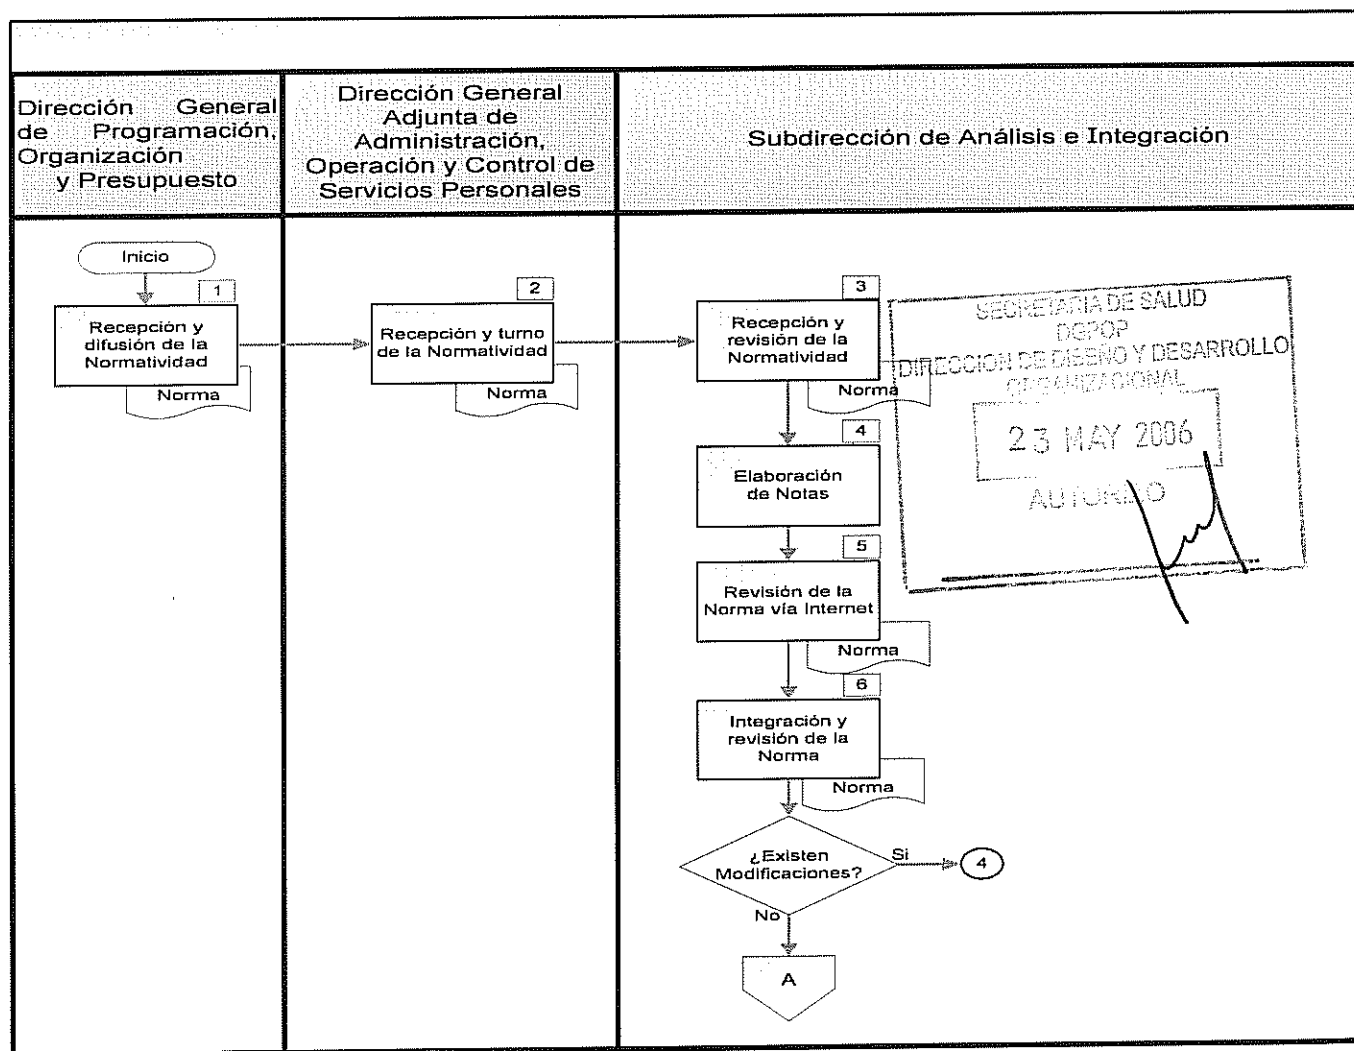 Dirección General
de Programación,
Organización
y Presupuesto
Dirección General
Adjunta de
Administración,
Operación y Control de
Servicios Personales
Subdirección de Análisis e Integración
Inicio
1
Recepción y
difusión de la
Normatividad
Norma
2
Recepción y turno
de la Normatividad
Norma
3
Recepción y
revisión de la
Normatividad
Norma
4
Elaboración
de Notas
5
Revisión de la
Norma vía Internet
Norma
6
Integración y
revisión de la
Norma
Norma
¿Existen
Modificaciones?
Si
4
No
A
SECRETARIA DE SALUD
DGPOP
DIRECCION DE DISEÑO Y DESARROLLO
ORGANIZACIONAL
23 MAY 2006